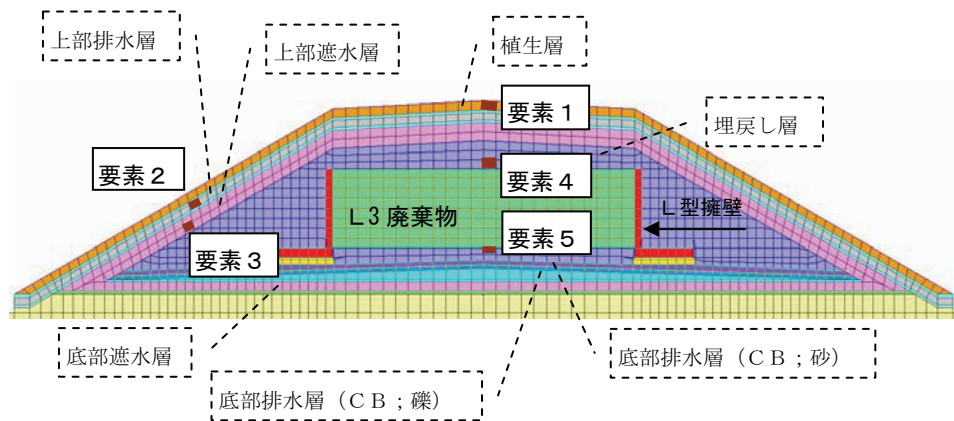 上部排水層
上部遮水層
植生層
要素1
埋戻し層
要素2
要素4
L3廃棄物
L型擁壁
要素5
要素3
底部遮水層
底部排水層（CB；砂）
底部排水層（CB；礫）